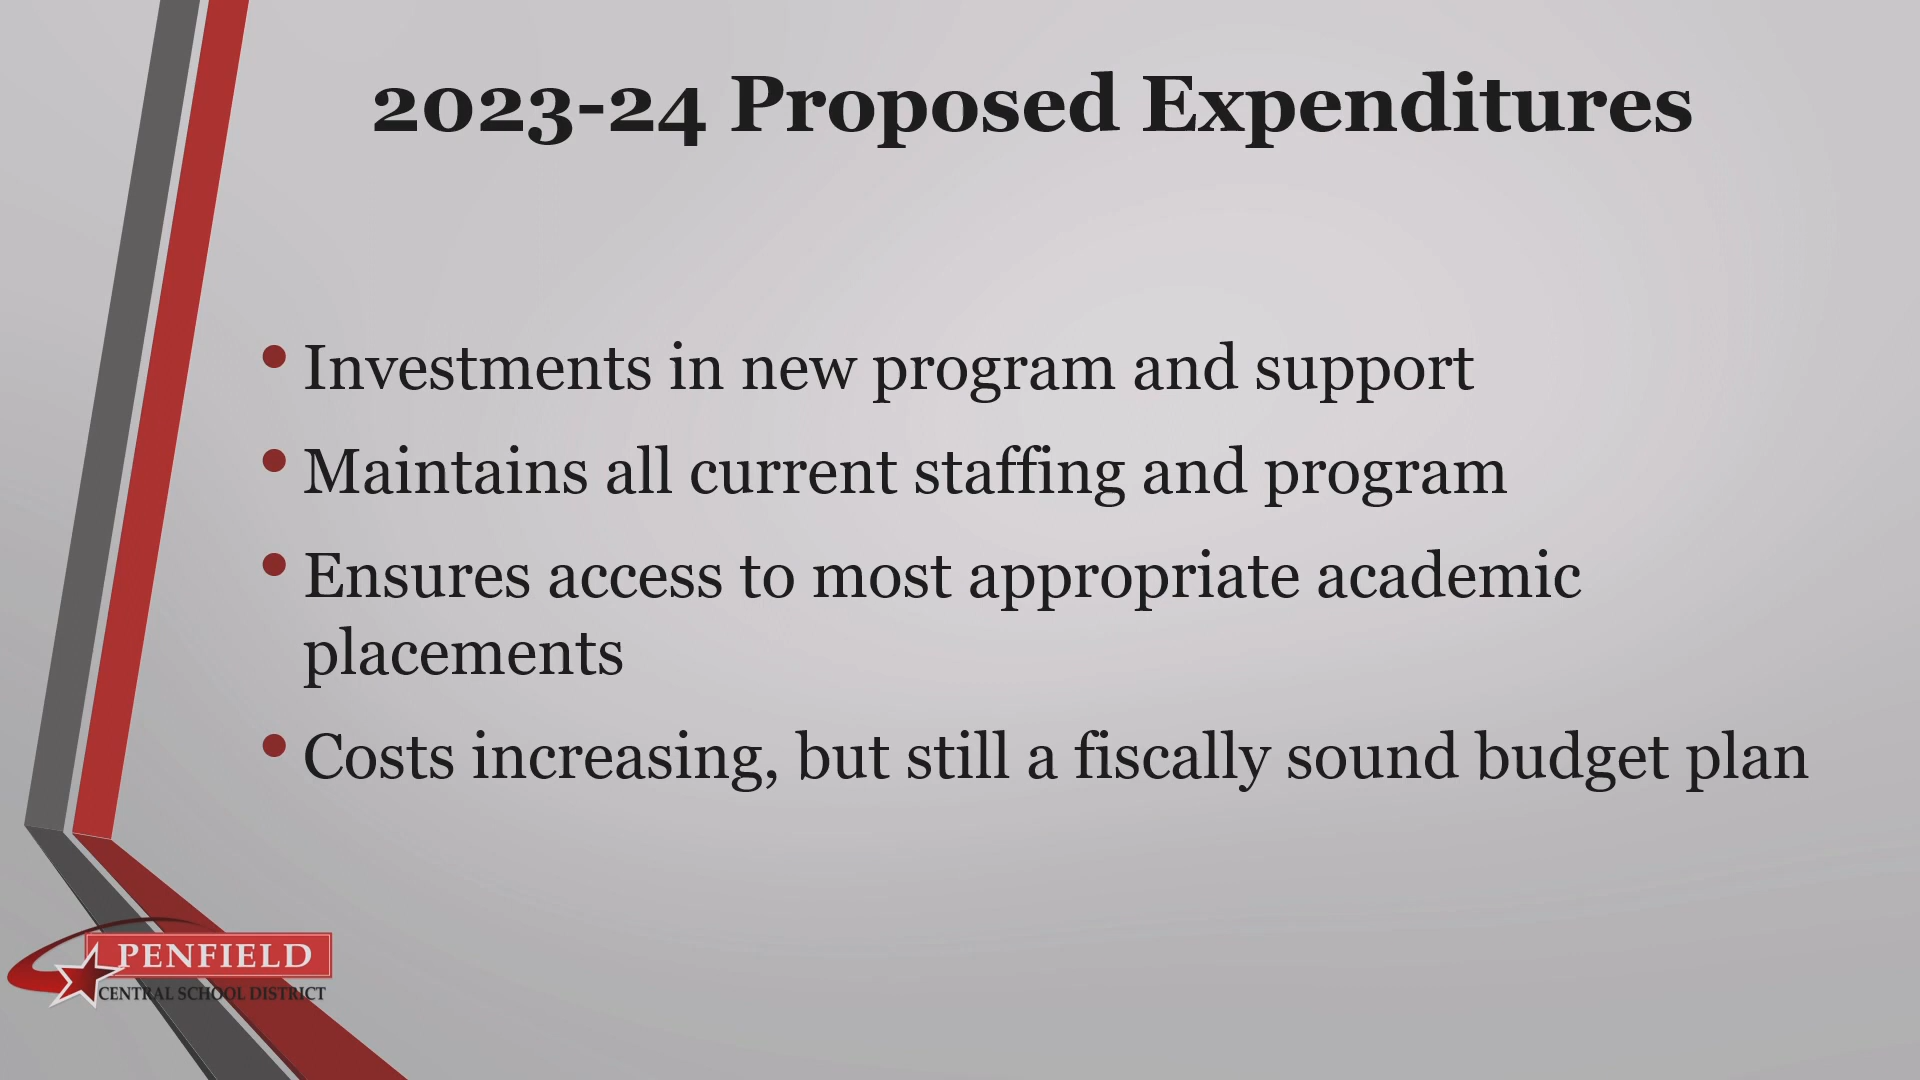 2023-24 Proposed Expenditures
• Investments in new program and support
• Maintains all current staffing and program
• Ensures access to most appropriate academic
placements
• Costs increasing, but still a fiscally sound budget plan
PENFIELD
CENTRAL SCHOOL DISTRICT